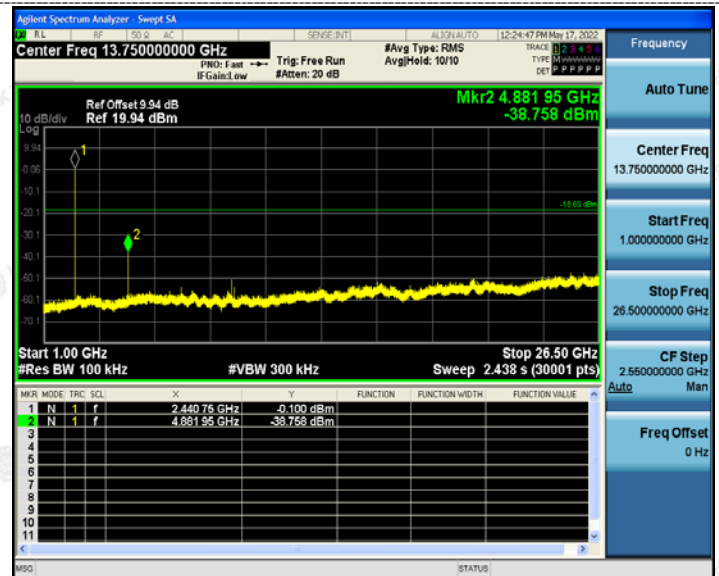 Agilent Spectrum Analyzer - Swept SA
RL RF 50 Ω AC SENSE:INT ALIGN AUTO 12:24:47 PM May 17, 2022
Center Freq 13.750000000 GHz
#Avg Type: RMS
TRACE 1 2 3 4 5 6
PNO: Fast Trig: Free Run Avg|Hold: 10/10 TYPE M WWWWW
IFGain:Low #Atten: 20 dB DET P P P P P P
Mkr2 4.881 95 GHz
-38.758 dBm
Ref Offset 9.94 dB
10 dB/div Ref 19.94 dBm
Log
9.94
1
-0.06
-10.1
-18.69 dBm
-20.1
-30.1
2
-40.1
-50.1
-60.1
-70.1
Start 1.00 GHz Stop 26.50 GHz
#Res BW 100 kHz #VBW 300 kHz Sweep 2.438 s (30001 pts)
MKR MODE TRC SCL X Y FUNCTION FUNCTION WIDTH FUNCTION VALUE
1 N 1 f 2.440 75 GHz -0.100 dBm
2 N 1 f 4.881 95 GHz -38.758 dBm
3
4
5
6
7
8
9
10
11
MSG STATUS
Frequency
Auto Tune
Center Freq
13.750000000 GHz
Start Freq
1.000000000 GHz
Stop Freq
26.500000000 GHz
CF Step
2.550000000 GHz
Auto Man
Freq Offset
0 Hz